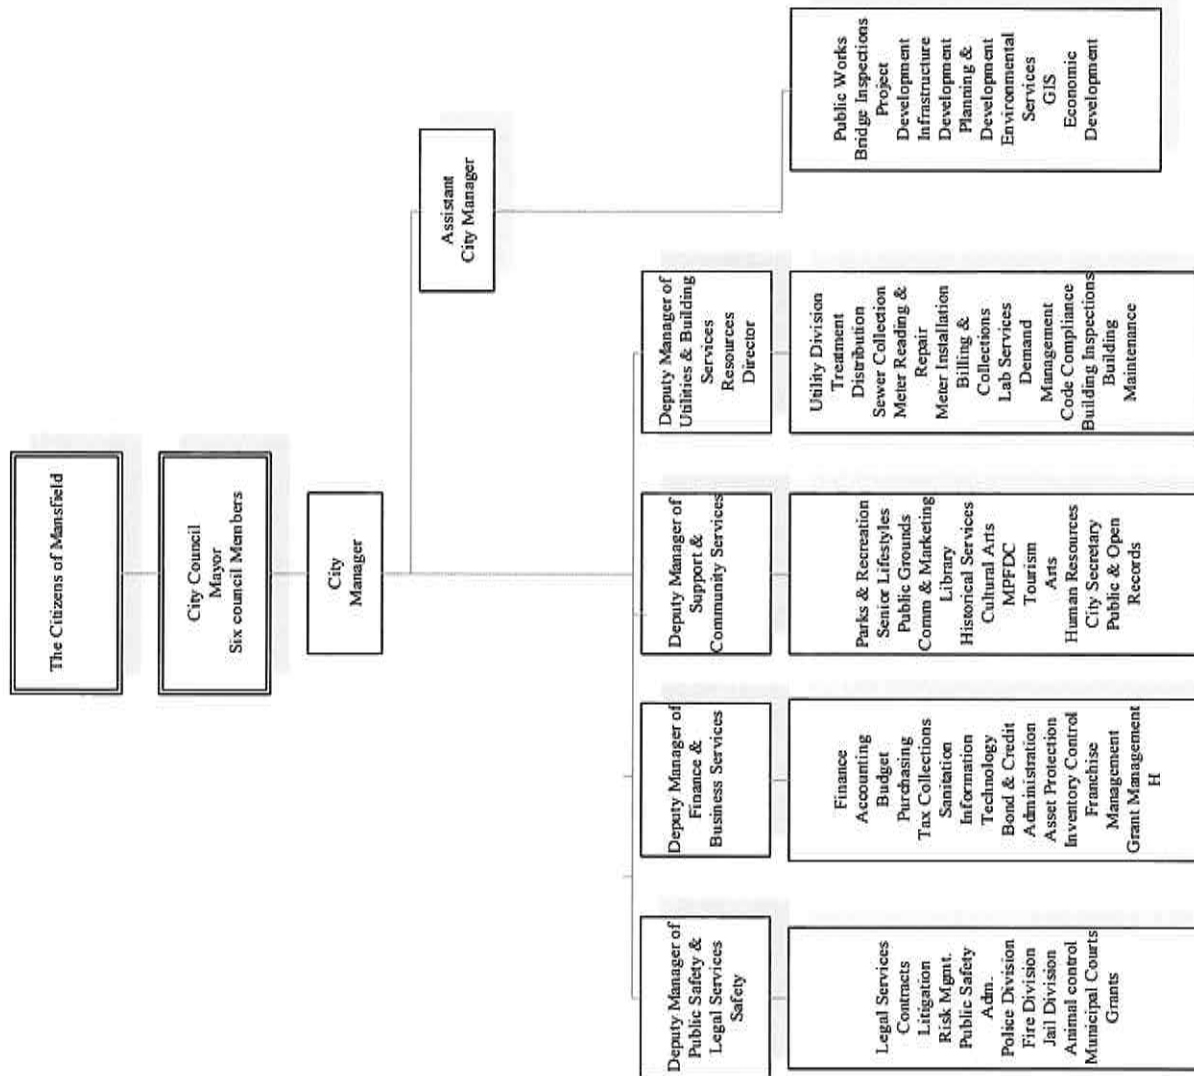 The Citizens of Mansfield
City Council
Mayor
Six council Members
City
Manager
Assistant
City Manager
Deputy Manager of
Public Safety &
Legal Services
Safety
Deputy Manager of
Finance &
Business Services
Deputy Manager of
Support &
Community Services
Deputy Manager of
Utilities & Building
Services
Resources
Director
Legal Services
Contracts
Litigation
Risk Mgmt.
Public Safety
Adm.
Police Division
Fire Division
Jail Division
Animal control
Municipal Courts
Grants
Finance
Accounting
Budget
Purchasing
Tax Collections
Sanitation
Information
Technology
Bond & Credit
Administration
Asset Protection
Inventory Control
Franchise
Management
Grant Management
H
Parks & Recreation
Senior Lifestyles
Public Grounds
Comm & Marketing
Library
Historical Services
Cultural Arts
MPFDC
Tourism
Arts
Human Resources
City Secretary
Public & Open
Records
Utility Division
Treatment
Distribution
Sewer Collection
Meter Reading &
Repair
Meter Installation
Billing &
Collections
Lab Services
Demand
Management
Code Compliance
Building Inspections
Building
Maintenance
Public Works
Bridge Inspections
Project
Development
Infrastructure
Development
Planning &
Development
Environmental
Services
GIS
Economic
Development